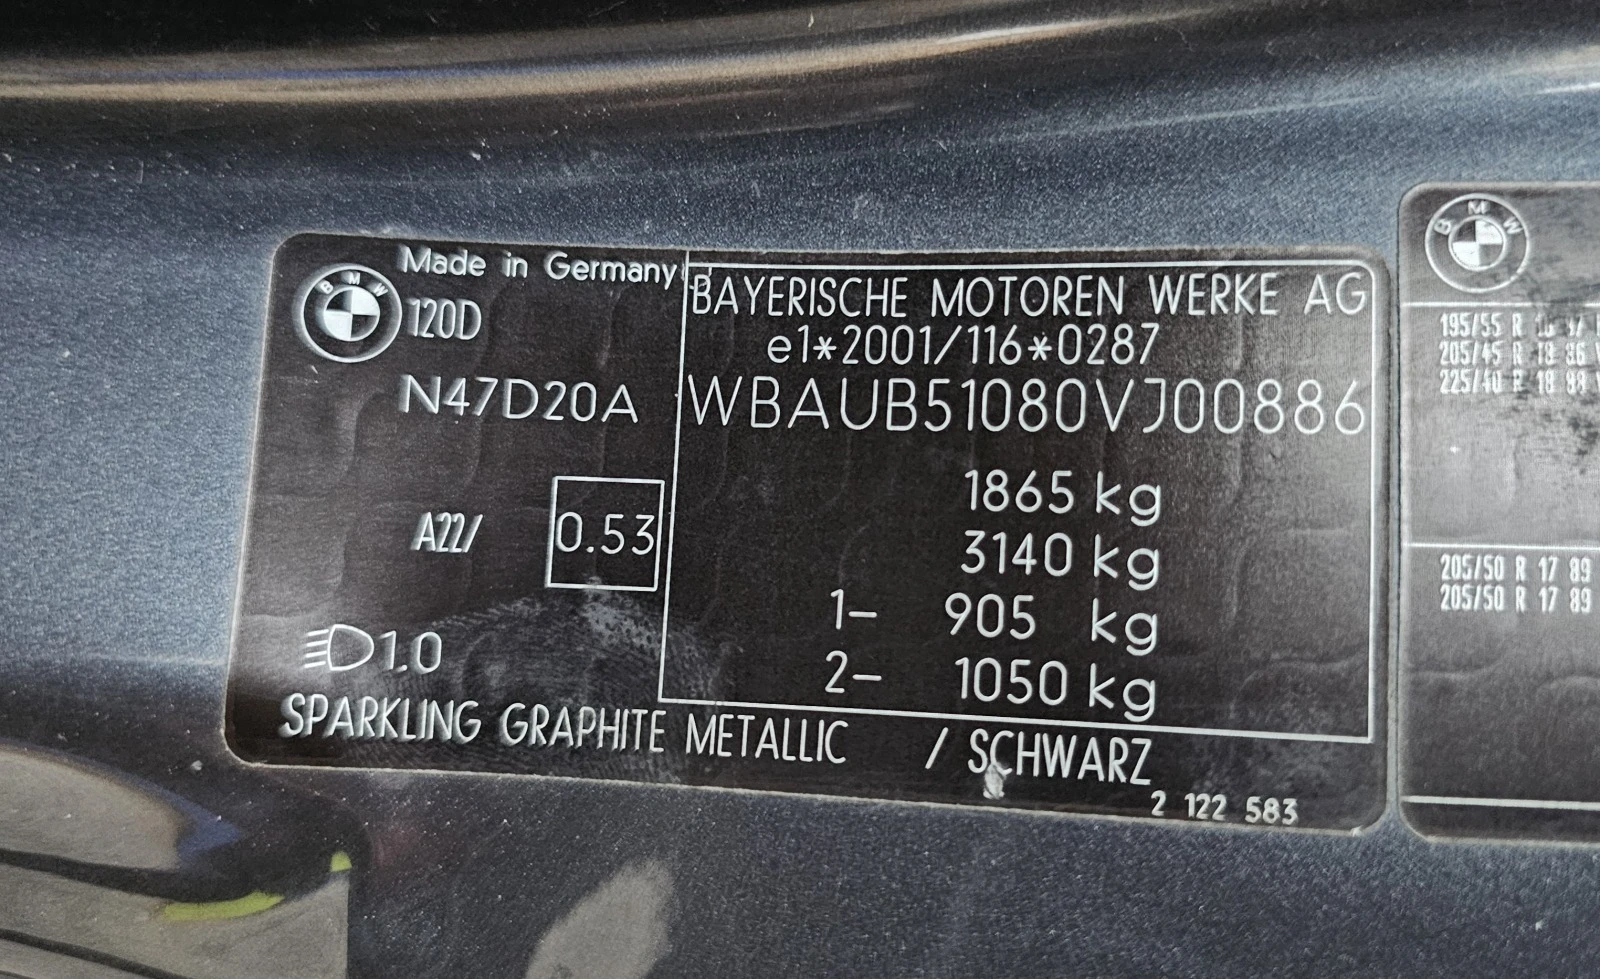 Made in Germany
BMW
120D
N47D20A
A22/
0.53
1.0
BAYERISCHE MOTOREN WERKE AG
e1*2001/116*0287
WBAUB51080VJ00886
1865 kg
3140 kg
1- 905 kg
2- 1050 kg
SPARKLING GRAPHITE METALLIC / SCHWARZ
2 122 583
BMW
195/55 R
205/45 R
225/40 R 18
205/50 R 17 89
205/50 R 17 89